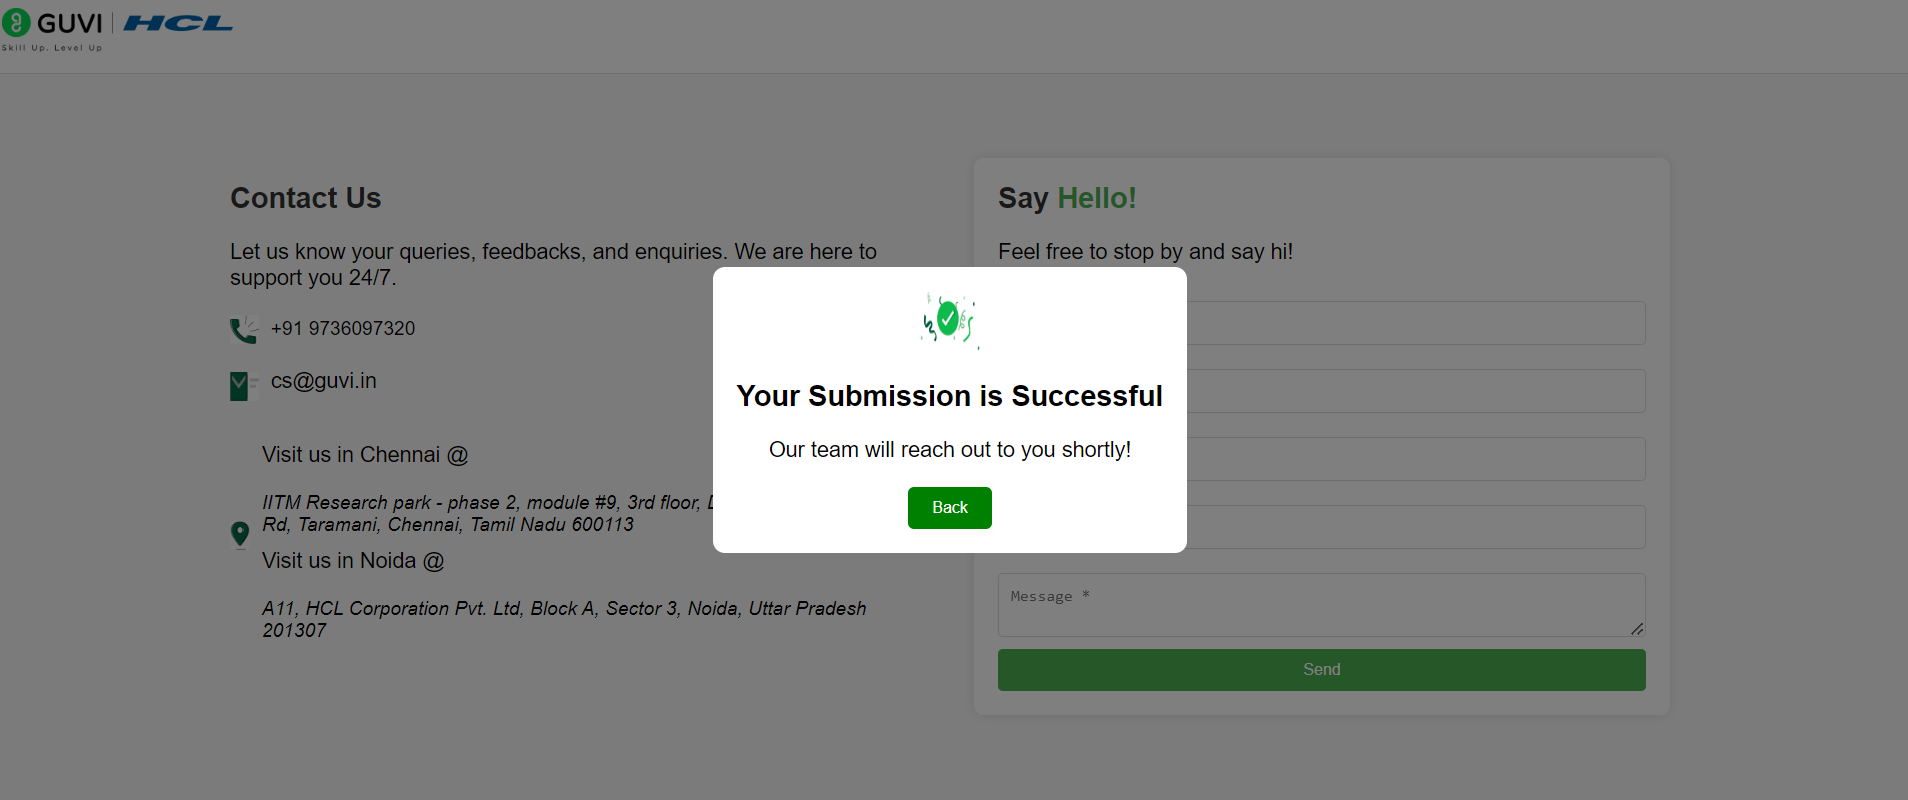 GUVI | HCL
Skill Up. Level Up
Contact Us
Let us know your queries, feedbacks, and enquiries. We are here to
support you 24/7.
+91 9736097320
cs@guvi.in
Visit us in Chennai @
IITM Research park - phase 2, module #9, 3rd floor,
Rd, Taramani, Chennai, Tamil Nadu 600113
Visit us in Noida @
A11, HCL Corporation Pvt. Ltd, Block A, Sector 3, Noida, Uttar Pradesh
201307
Say Hello!
Feel free to stop by and say hi!
Message *
Send
Your Submission is Successful
Our team will reach out to you shortly!
Back